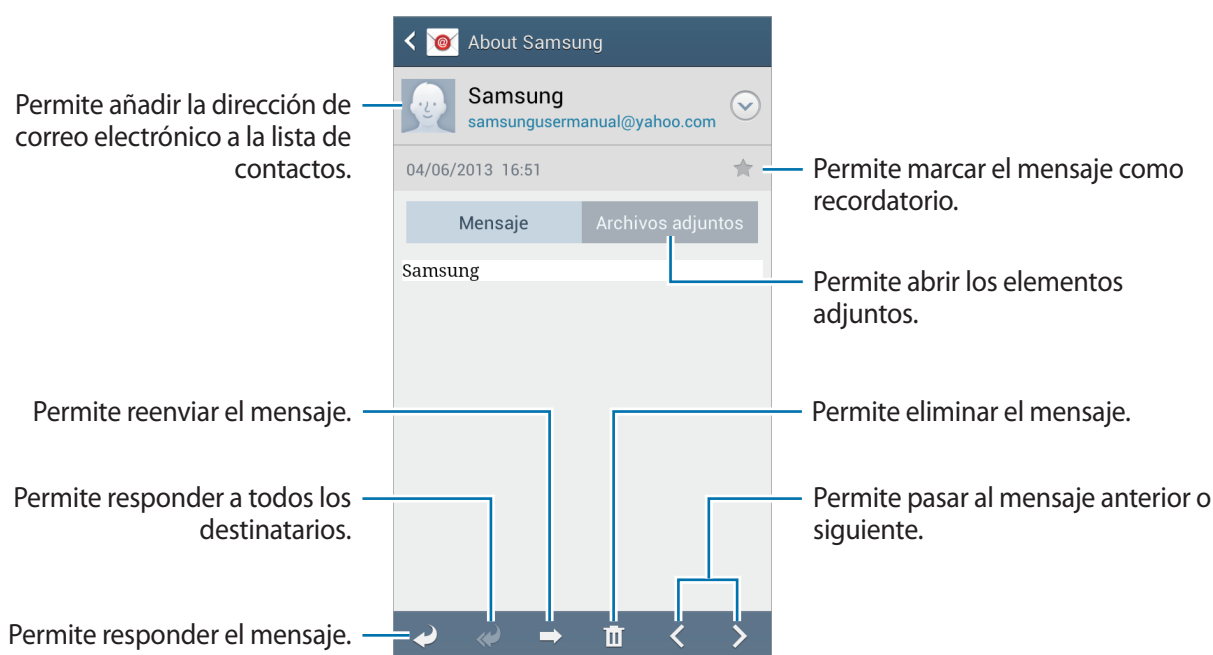 About Samsung
Permite añadir la dirección de
correo electrónico a la lista de
contactos.
Samsung
samsungusermanual@yahoo.com
04/06/2013 16:51
Permite marcar el mensaje como
recordatorio.
Mensaje
Archivos adjuntos
Samsung
Permite abrir los elementos
adjuntos.
Permite reenviar el mensaje.
Permite eliminar el mensaje.
Permite responder a todos los
destinatarios.
Permite pasar al mensaje anterior o
siguiente.
Permite responder el mensaje.